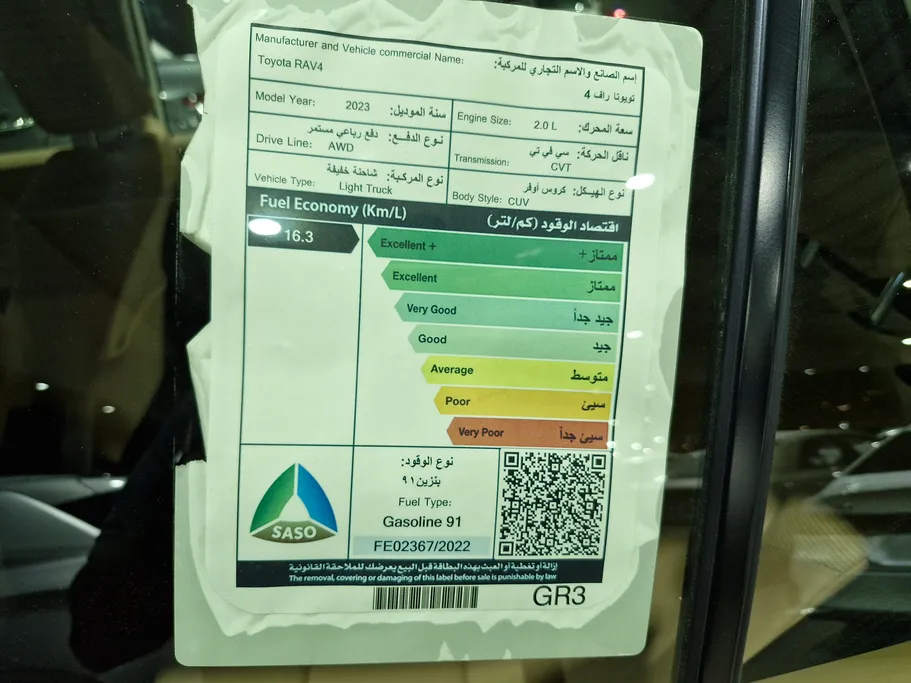 Manufacturer and Vehicle commercial Name: إسم الصانع والاسم التجاري للمركبة:
Toyota RAV4 تويوتا راف 4
Model Year: 2023 سنة الموديل:
Engine Size: 2.0 L سعة المحرك:
Drive Line: دفع رباعي مستمر نوع الدفـــع:
AWD
Transmission: سي في تي ناقل الحركة:
CVT
Vehicle Type: شاحنة خفيفة نوع المركبة:
Light Truck
Body Style: كروس أوفر نوع الهيكل:
CUV
Fuel Economy (Km/L) اقتصاد الوقود (كم/لتر)
16.3
Excellent + ممتاز+
Excellent ممتاز
Very Good جيد جداً
Good جيد
Average متوسط
Poor سيئ
Very Poor سيئ جداً
SASO
نوع الوقود:
بنزين٩١
Fuel Type:
Gasoline 91
FE02367/2022
إزالة أو تغطية أو العبث بهذه البطاقة قبل البيع يعرضك للملاحقة القانونية
The removal, covering or damaging of this label before sale is punishable by law
GR3